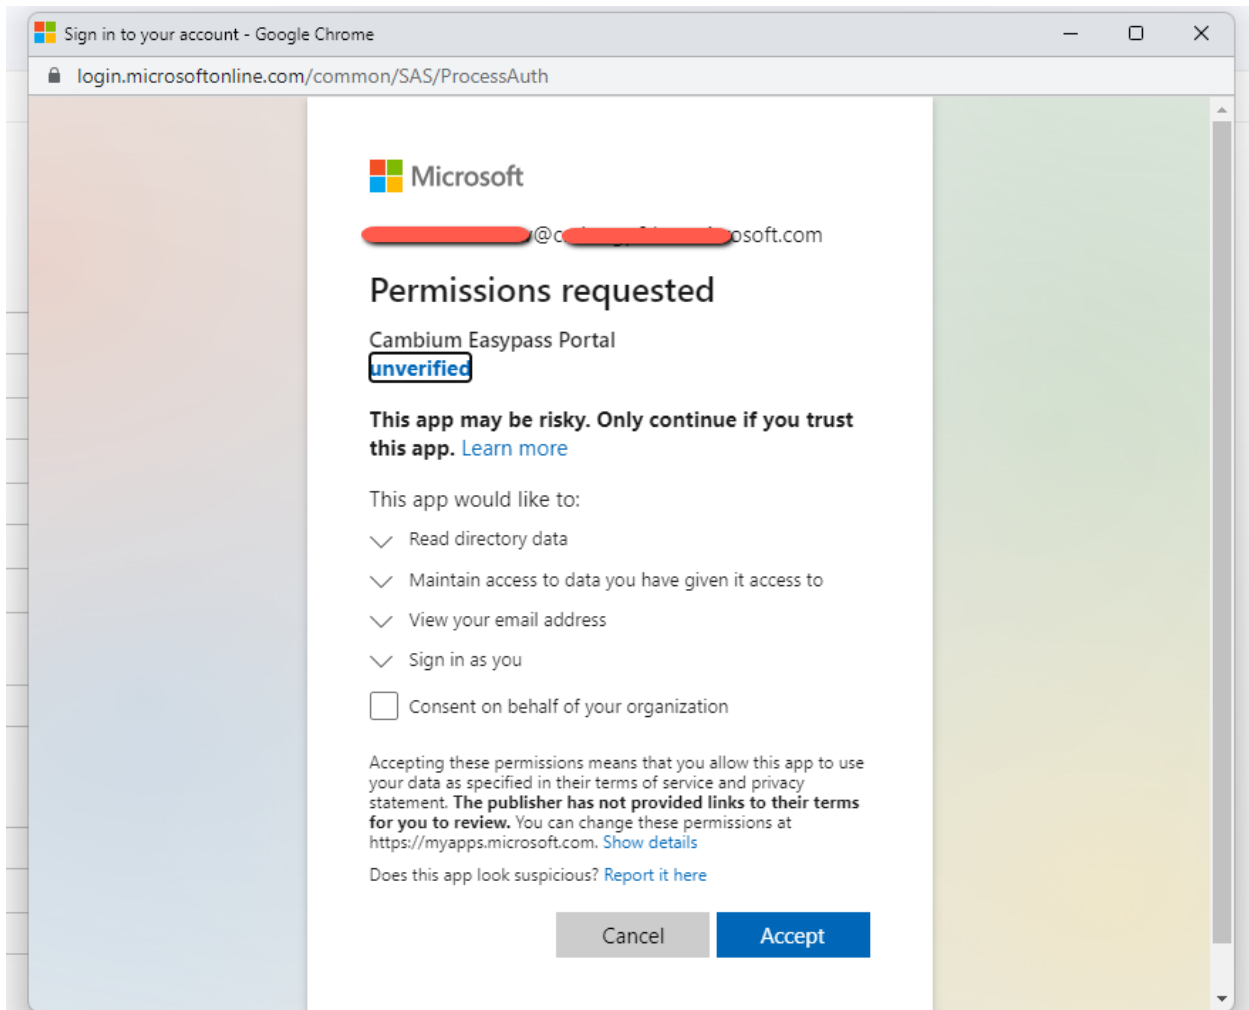 Sign in to your account - Google Chrome
login.microsoftonline.com/common/SAS/ProcessAuth
Microsoft
osoft.com
Permissions requested
Cambium Easypass Portal
unverified
This app may be risky. Only continue if you trust
this app. Learn more
This app would like to:
Read directory data
Maintain access to data you have given it access to
View your email address
Sign in as you
Consent on behalf of your organization
Accepting these permissions means that you allow this app to use
your data as specified in their terms of service and privacy
statement. The publisher has not provided links to their terms
for you to review. You can change these permissions at
https://myapps.microsoft.com. Show details
Does this app look suspicious? Report it here
Cancel
Accept